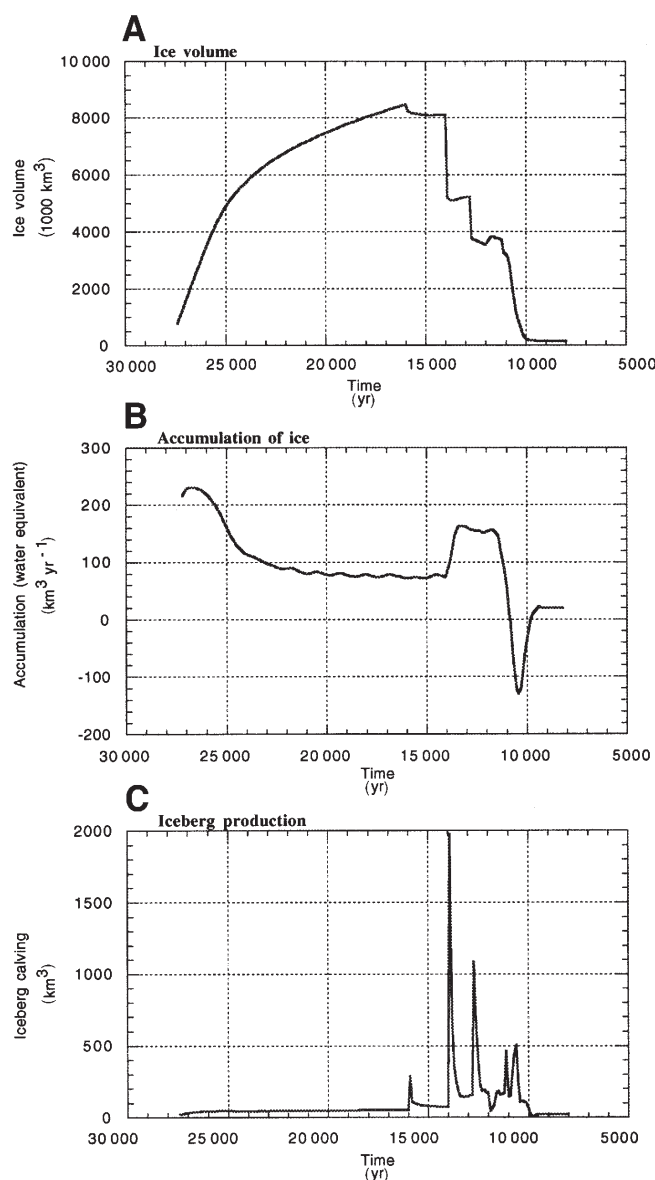 A
Ice volume
10 000
8000
6000
4000
2000
0
Ice volume
(1000 km³)
30 000 25 000 20 000 15 000 10 000 5000
Time
(yr)
B
Accumulation of ice
300
200
100
0
-100
-200
Accumulation (water equivalent)
(km³ yr -1)
30 000 25 000 20 000 15 000 10 000 5000
Time
(yr)
C
Iceberg production
2000
1500
1000
500
0
Iceberg calving
(km³)
30 000 25 000 20 000 15 000 10 000 5000
Time
(yr)